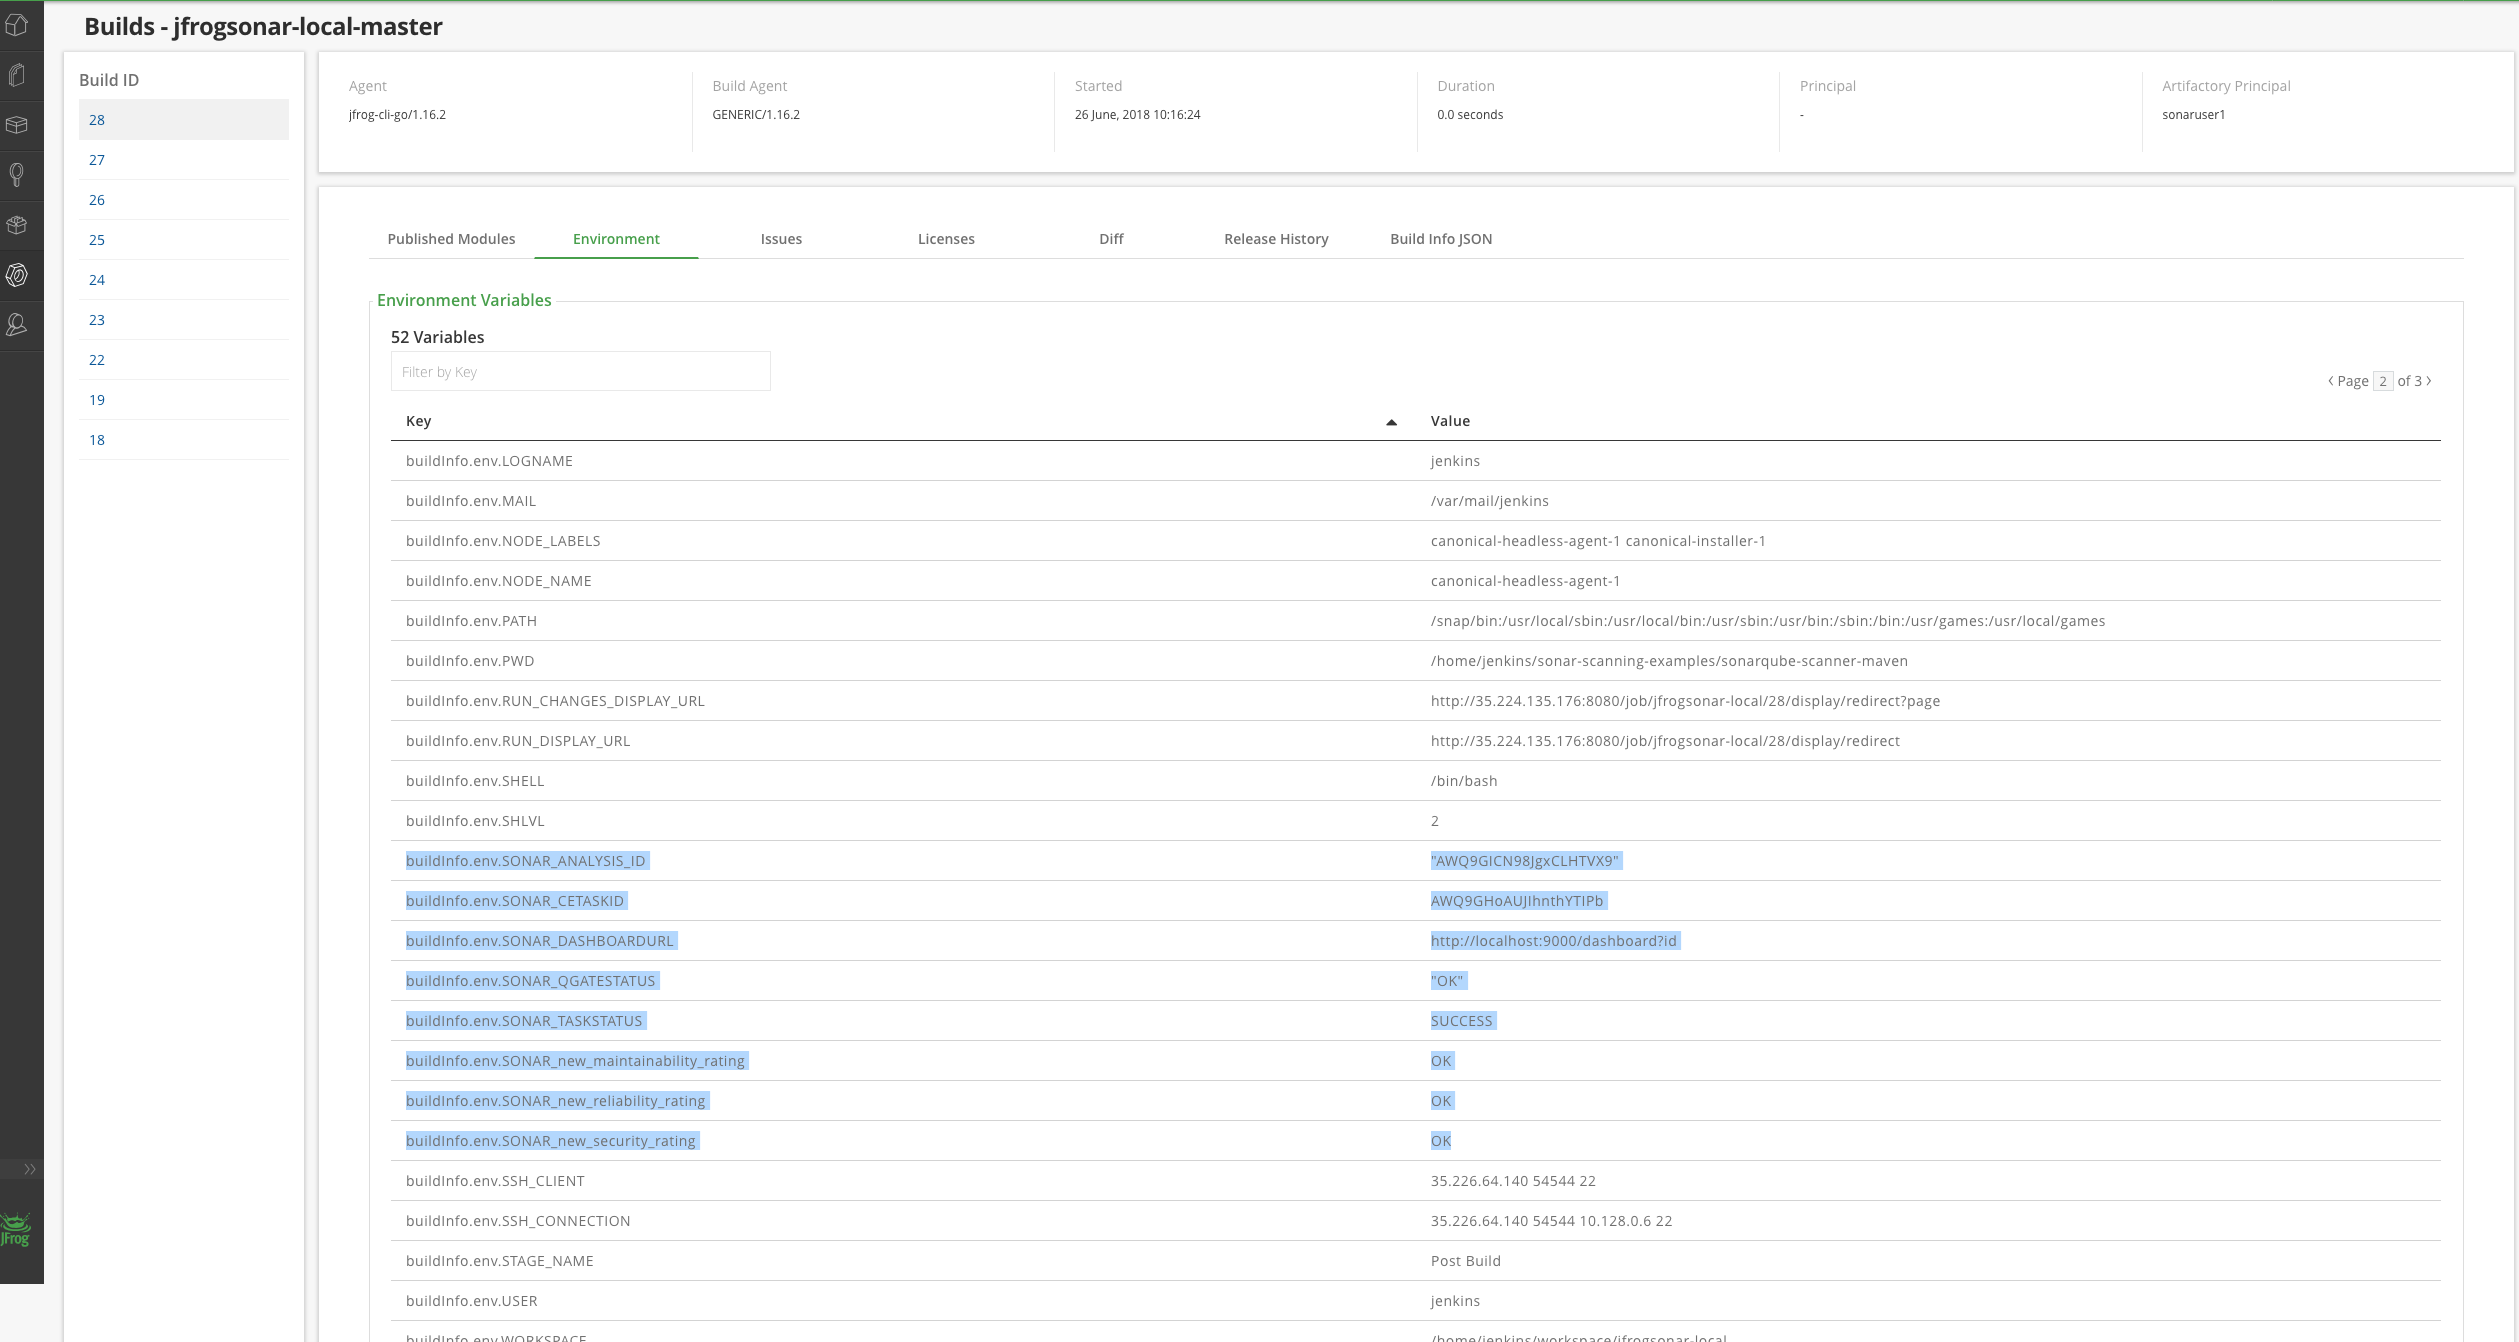 Builds - jfrogsonar-local-master
Build ID
28
27
26
25
24
23
22
19
18
Agent
jfrog-cli-go/1.16.2
Build Agent
GENERIC/1.16.2
Started
26 June, 2018 10:16:24
Duration
0.0 seconds
Principal
-
Artifactory Principal
sonaruser1
Published Modules Environment Issues Licenses Diff Release History Build Info JSON
Environment Variables
52 Variables
Filter by Key
Page 2 of 3
Key Value
buildInfo.env.LOGNAME jenkins
buildInfo.env.MAIL /var/mail/jenkins
buildInfo.env.NODE_LABELS canonical-headless-agent-1 canonical-installer-1
buildInfo.env.NODE_NAME canonical-headless-agent-1
buildInfo.env.PATH /snap/bin:/usr/local/sbin:/usr/local/bin:/usr/sbin:/usr/bin:/sbin:/bin:/usr/games:/usr/local/games
buildInfo.env.PWD /home/jenkins/sonar-scanning-examples/sonarqube-scanner-maven
buildInfo.env.RUN_CHANGES_DISPLAY_URL http://35.224.135.176:8080/job/jfrogsonar-local/28/display/redirect?page
buildInfo.env.RUN_DISPLAY_URL http://35.224.135.176:8080/job/jfrogsonar-local/28/display/redirect
buildInfo.env.SHELL /bin/bash
buildInfo.env.SHLVL 2
buildInfo.env.SONAR_ANALYSIS_ID "AWQ9GICN98JgxCLHTVX9"
buildInfo.env.SONAR_CETASKID AWQ9GHoAUJIhnthYTIPb
buildInfo.env.SONAR_DASHBOARDURL http://localhost:9000/dashboard?id
buildInfo.env.SONAR_QGATESTATUS "OK"
buildInfo.env.SONAR_TASKSTATUS SUCCESS
buildInfo.env.SONAR_new_maintainability_rating OK
buildInfo.env.SONAR_new_reliability_rating OK
buildInfo.env.SONAR_new_security_rating OK
buildInfo.env.SSH_CLIENT 35.226.64.140 54544 22
buildInfo.env.SSH_CONNECTION 35.226.64.140 54544 10.128.0.6 22
buildInfo.env.STAGE_NAME Post Build
buildInfo.env.USER jenkins
buildInfo.env.WORKSPACE /home/jenkins/workspace/jfrogsonar-local
JFrog